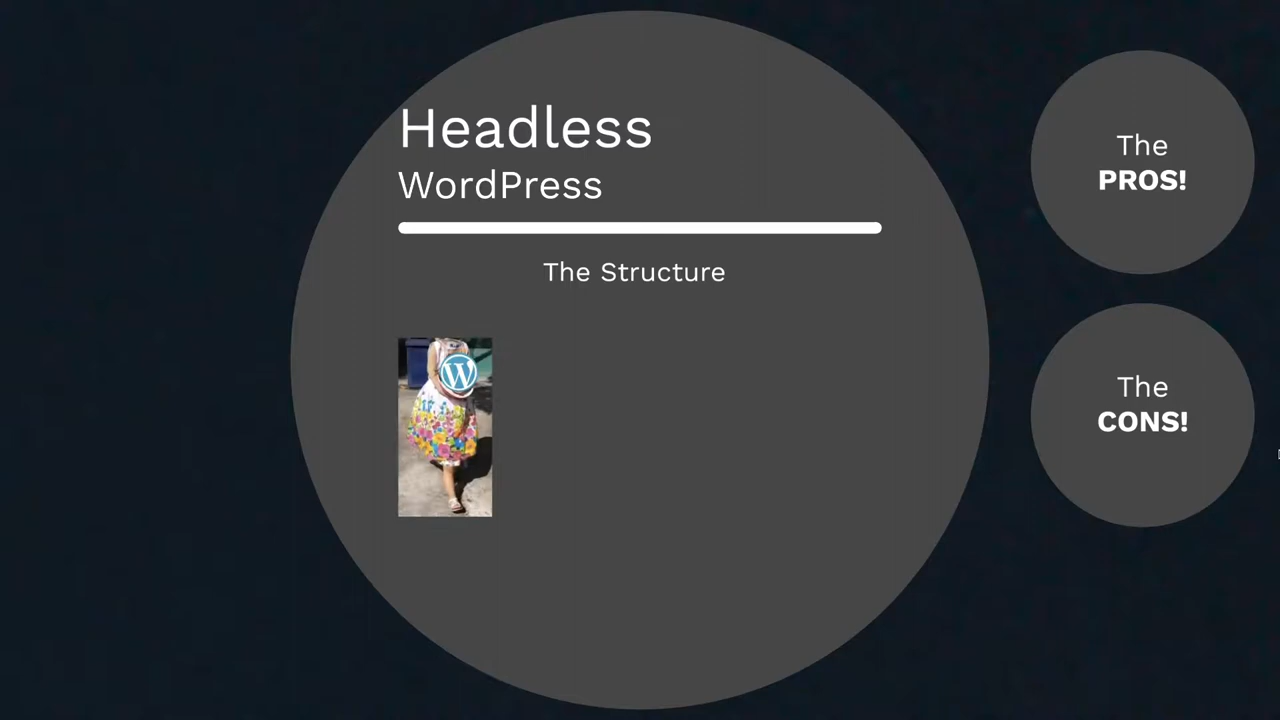 Headless
WordPress
The Structure
The
PROS!
The
CONS!